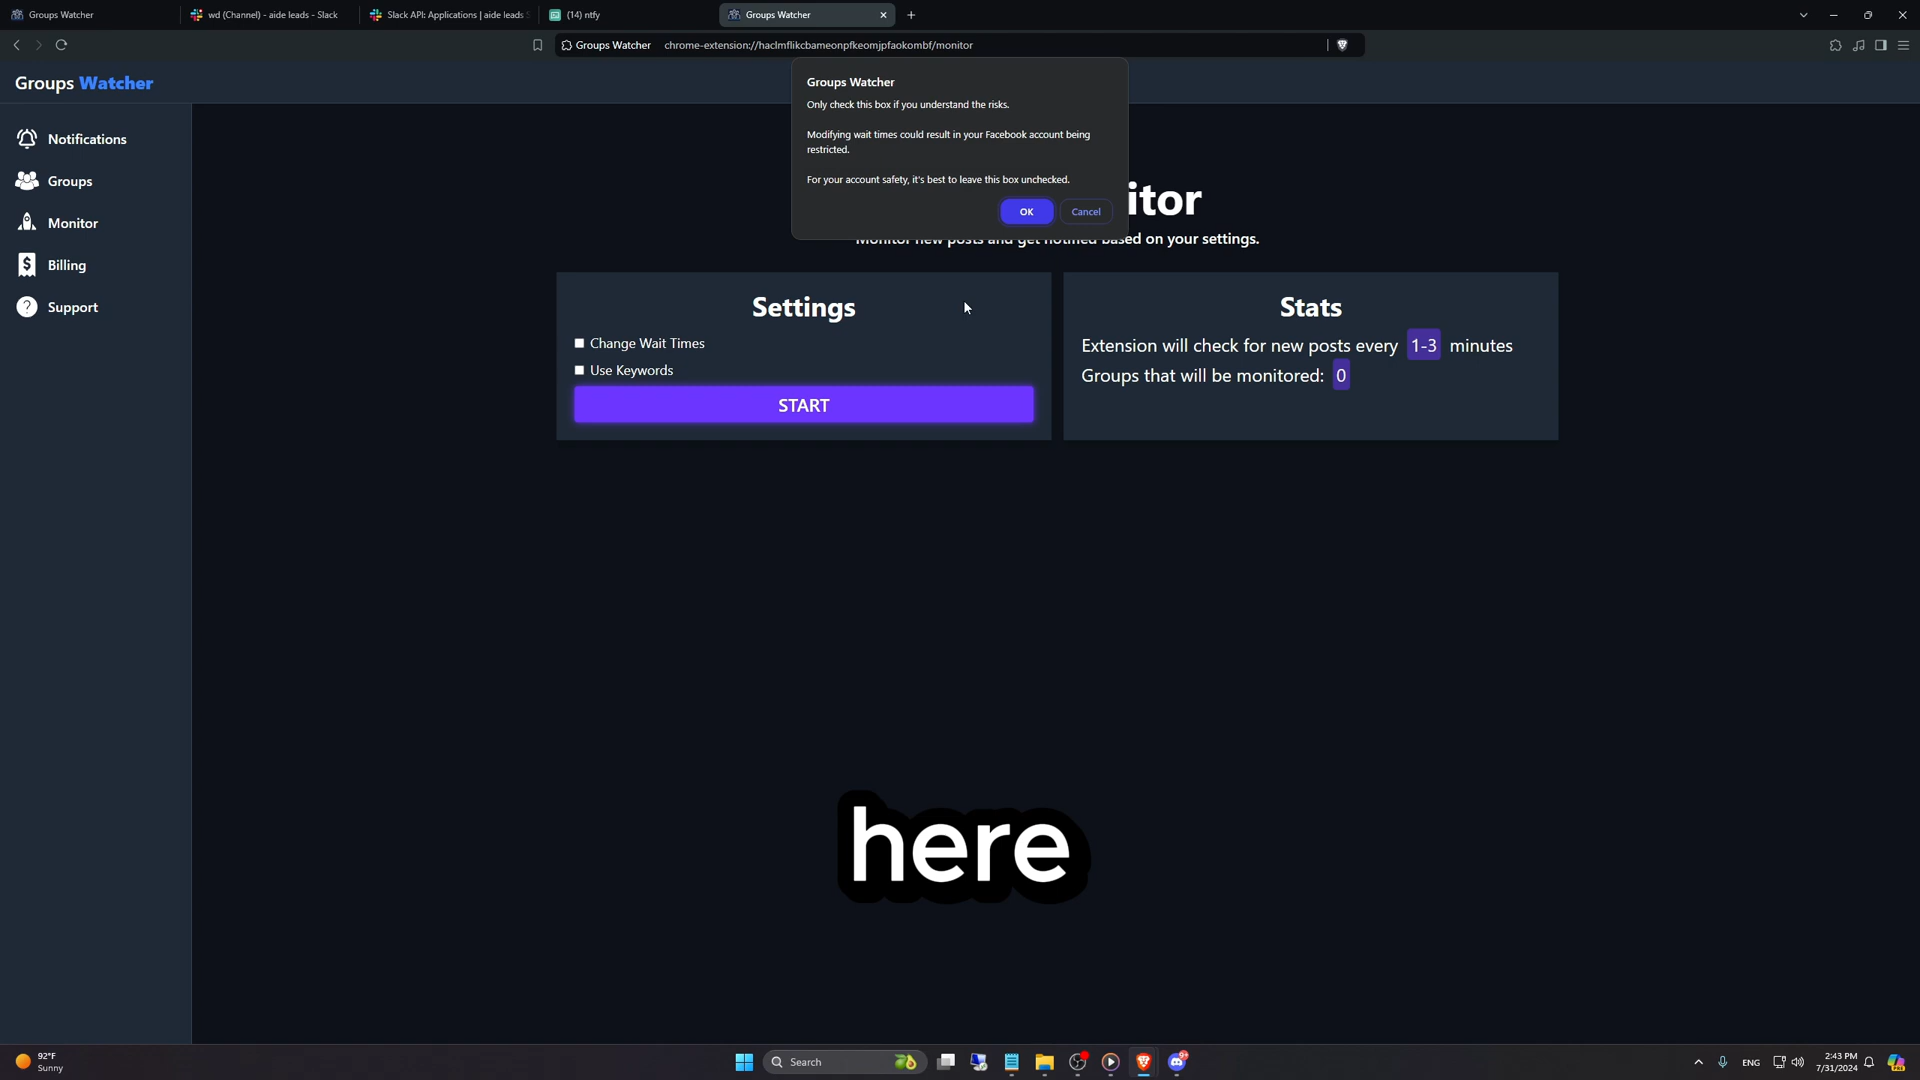 Groups Watcher
wd (Channel) - aide leads - Slack
Slack API: Applications | aide leads
(14) ntfy
Groups Watcher
Groups Watcher
chrome-extension://haclmflikcbameonpfkeomjpfaokombf/monitor
Groups Watcher
Groups Watcher
Only check this box if you understand the risks.
Modifying wait times could result in your Facebook account being
restricted.
For your account safety, it's best to leave this box unchecked.
OK
Cancel
Notifications
Groups
Monitor
Billing
Support
itor
Monitor new posts and get notified based on your settings.
Settings
Change Wait Times
Use Keywords
START
Stats
Extension will check for new posts every 1-3 minutes
Groups that will be monitored: 0
here
92°F
Sunny
Search
ENG
2:43 PM
7/31/2024